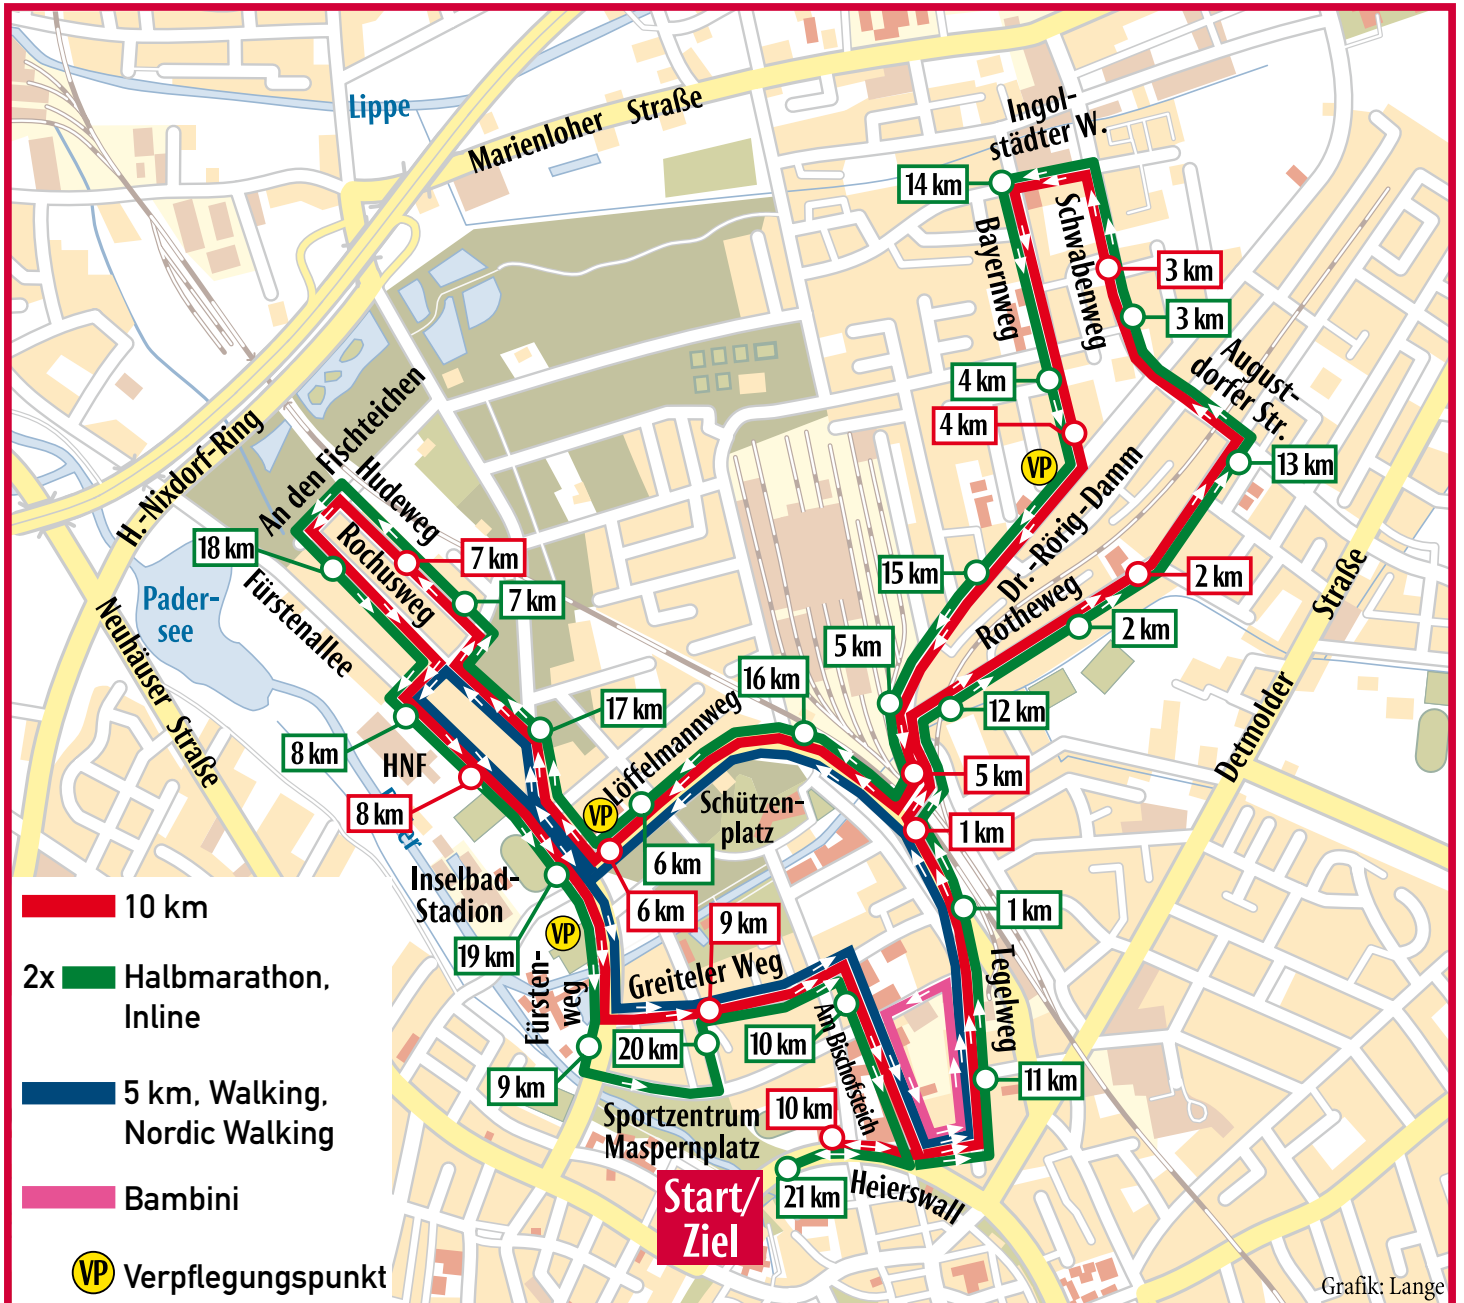 Lippe
Marienloher Straße
Ingol-
städter W.
14 km
Bayernweg
Schwabenweg
3 km
3 km
August-
dorfer Str.
4 km
4 km
VP
13 km
H.-Nixdorf-Ring
An den Fischteichen
Hudeweg
Rochusweg
18 km
7 km
7 km
Dr.-Rörig-Damm
15 km
Rotheweg
2 km
2 km
Pader-
see
Fürstenallee
Neuhäuser Straße
Detmolder Straße
5 km
16 km
17 km
12 km
8 km
HNF
8 km
Löffelmannweg
VP
Schützen-
platz
5 km
1 km
6 km
6 km
Inselbad-
Stadion
19 km
VP
9 km
1 km
Greiteler Weg
Fürsten-
weg
Tegelweg
20 km
10 km
Am Bischofsteich
9 km
11 km
Sportzentrum
Maspernplatz
10 km
21 km
Heierswall
Start/
Ziel
10 km
2x Halbmarathon,
Inline
5 km, Walking,
Nordic Walking
Bambini
VP Verpflegungspunkt
Grafik: Lange